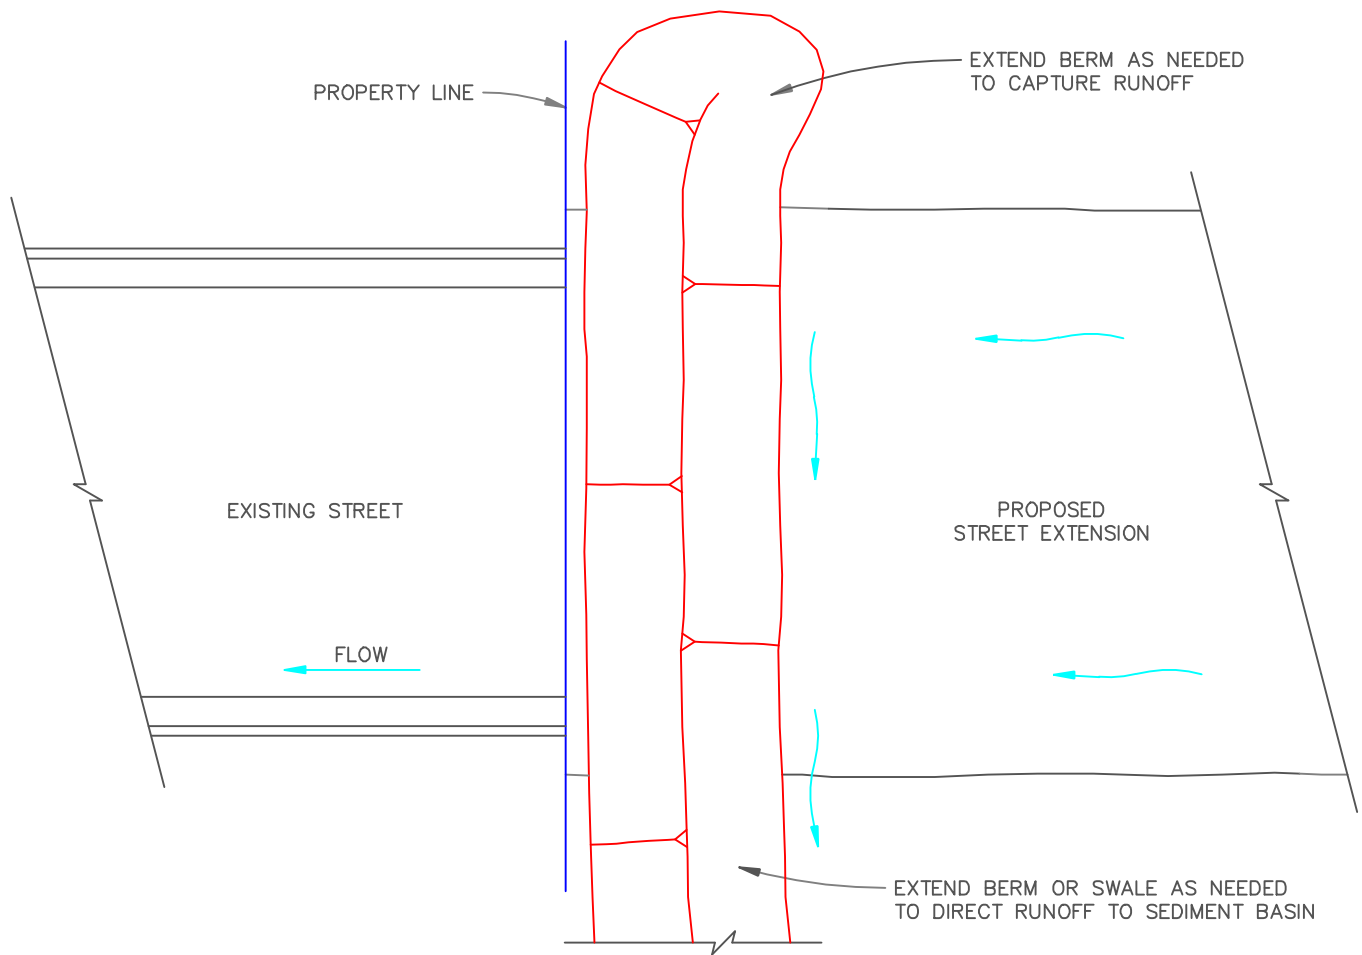 EXTEND BERM AS NEEDED
TO CAPTURE RUNOFF
PROPERTY LINE
EXISTING STREET
PROPOSED
STREET EXTENSION
FLOW
EXTEND BERM OR SWALE AS NEEDED
TO DIRECT RUNOFF TO SEDIMENT BASIN